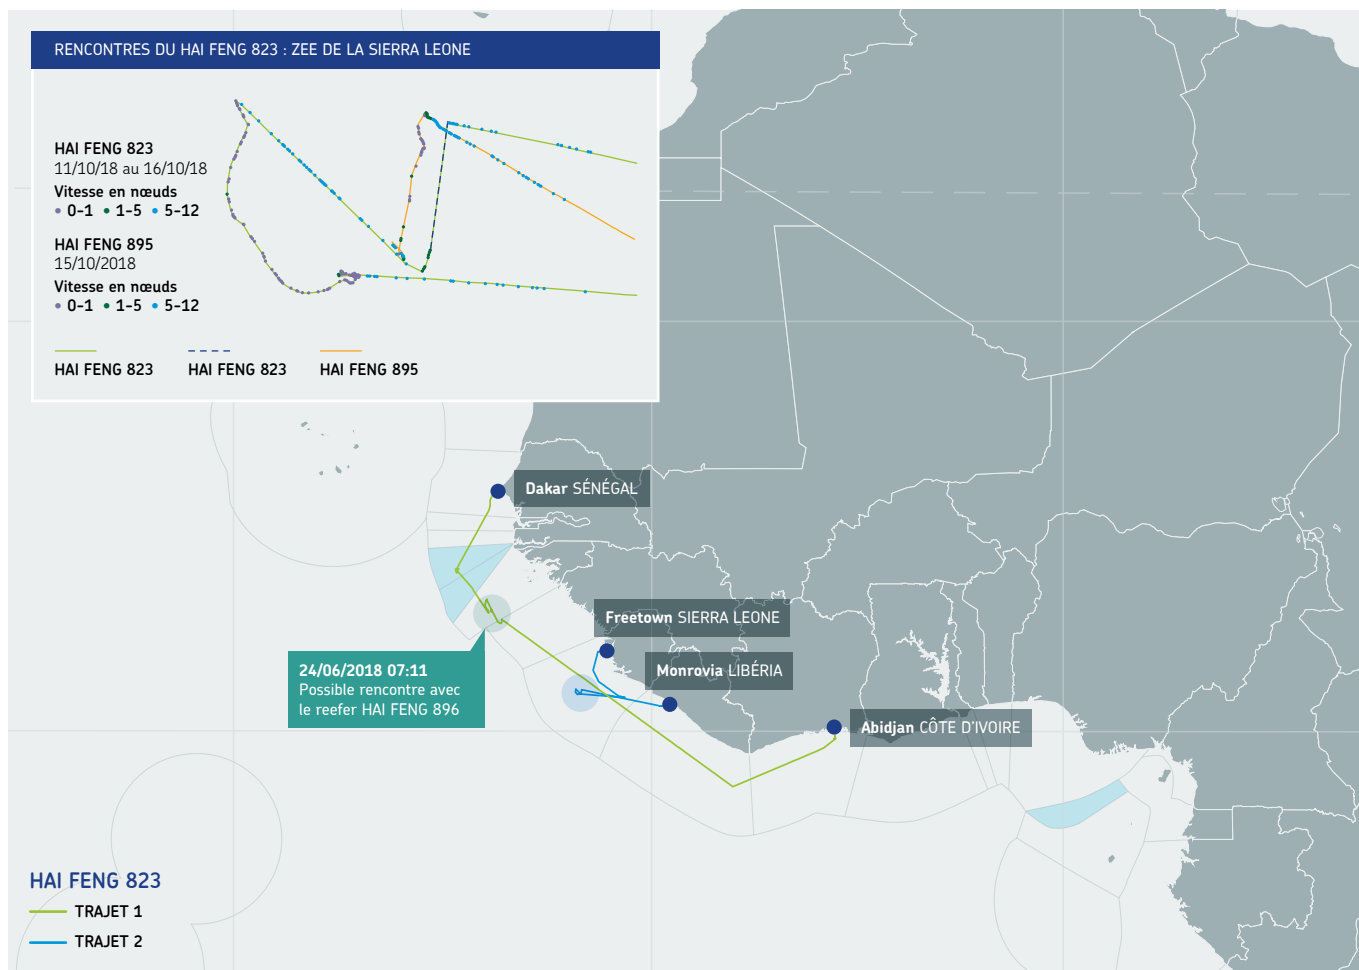 RENCONTRES DU HAI FENG 823 : ZEE DE LA SIERRA LEONE
HAI FENG 823
11/10/18 au 16/10/18
Vitesse en nœuds
0-1 1-5 5-12
HAI FENG 895
15/10/2018
Vitesse en nœuds
0-1 1-5 5-12
HAI FENG 823 HAI FENG 823 HAI FENG 895
Dakar SÉNÉGAL
Freetown SIERRA LEONE
Monrovia LIBÉRIA
24/06/2018 07:11
Possible rencontre avec
le reefer HAI FENG 896
Abidjan CÔTE D'IVOIRE
HAI FENG 823
TRAJET 1
TRAJET 2